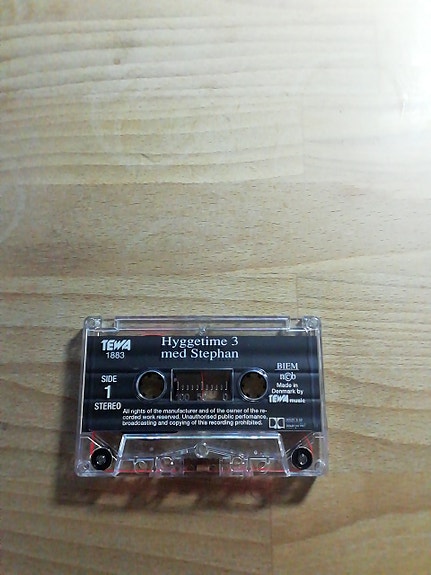 TEWA
1883
Hyggetime 3
med Stephan
SIDE
1
STEREO
BIEM
n©b
Made in
Denmark by
TEWA music
All rights of the manufacturer and of the owner of the re-
corded work reserved. Unauthorised public perfomance,
broadcasting and copying of this recording prohibited.